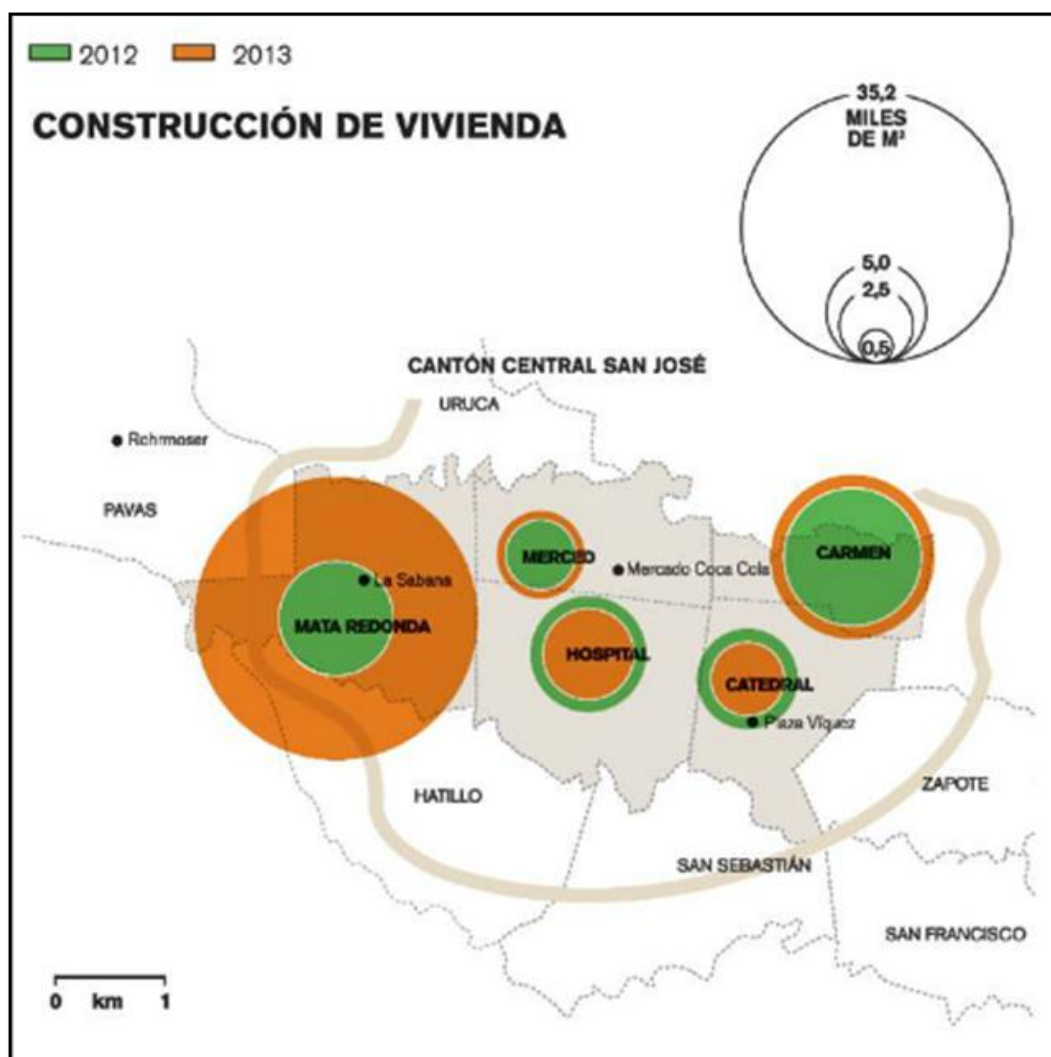 2012 2013
CONSTRUCCIÓN DE VIVIENDA
35,2
MILES
DE M²
5,0
2,5
0,5
CANTÓN CENTRAL SAN JOSÉ
URUCA
Rohrmoser
PAVAS
MERCED
CARMEN
Mercado Coca Cola
La Sabana
MATA REDONDA
HOSPITAL
CATEDRAL
Plaza Víquez
HATILLO
ZAPOTE
SAN SEBASTIÁN
SAN FRANCISCO
0 km 1